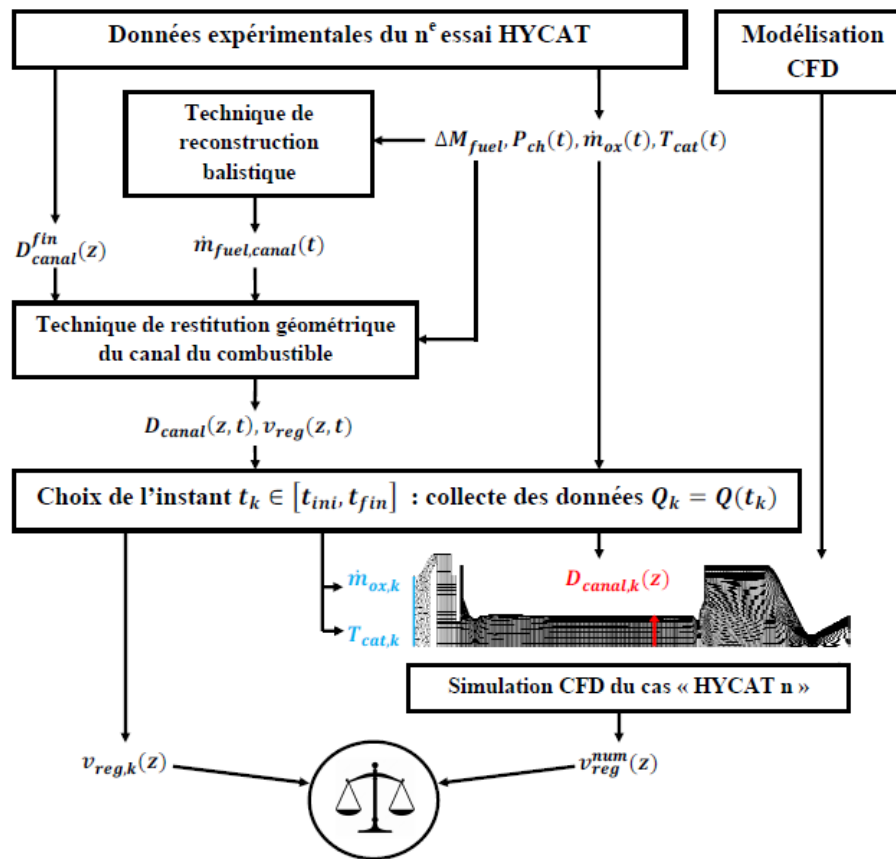 Données expérimentales du nᵉ essai HYCAT
Modélisation
CFD
Technique de
reconstruction
balistique
ΔM_fuel, P_ch(t), ṁ_ox(t), T_cat(t)
D_canal^fin(z)
ṁ_fuel,canal(t)
Technique de restitution géométrique
du canal du combustible
D_canal(z, t), v_reg(z, t)
Choix de l'instant t_k ∈ [t_ini, t_fin] : collecte des données Q_k = Q(t_k)
ṁ_ox,k
D_canal,k(z)
T_cat,k
Simulation CFD du cas « HYCAT n »
v_reg,k(z)
v_reg^num(z)